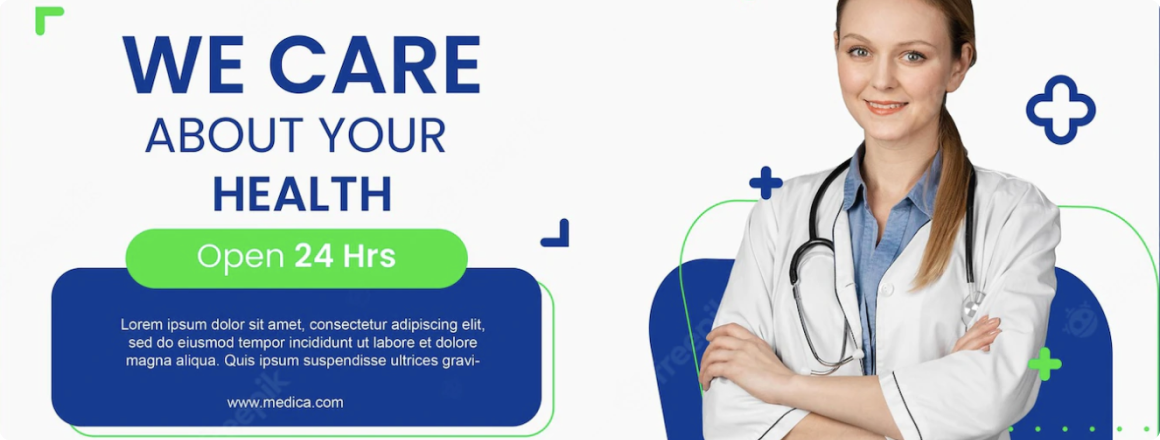 WE CARE
ABOUT YOUR
HEALTH
Open 24 Hrs
Lorem ipsum dolor sit amet, consectetur adipiscing elit,
sed do eiusmod tempor incididunt ut labore et dolore
magna aliqua. Quis ipsum suspendisse ultrices gravi-
www.medica.com